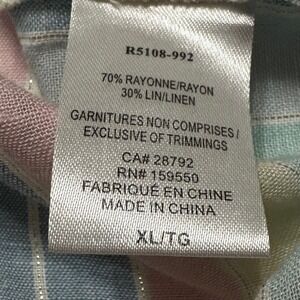 R5108-992
70% RAYONNE/RAYON
30% LIN/LINEN
GARNITURES NON COMPRISES/
EXCLUSIVE OF TRIMMINGS
CA# 28792
RN# 159550
FABRIQUÉ EN CHINE
MADE IN CHINA
XL/TG